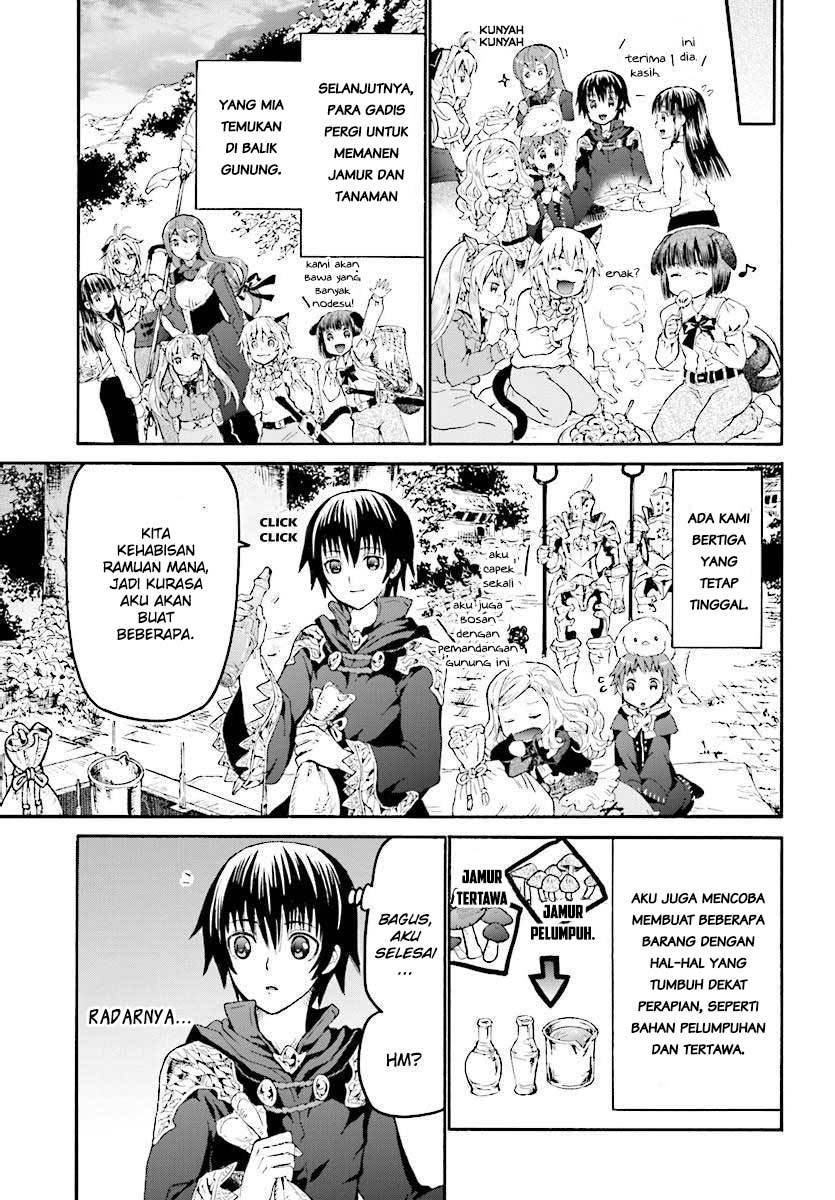 KUNYAH
KUNYAH
ini
dia.
terima
kasih.
enak?
SELANJUTNYA,
PARA GADIS
PERGI UNTUK
MEMANEN
JAMUR DAN
TANAMAN
YANG MIA
TEMUKAN
DI BALIK
GUNUNG.
kami akan
bawa yang
banyak
nodesu!
ADA KAMI
BERTIGA
YANG
TETAP
TINGGAL.
aku
capek
sekali
aku juga
bosan
dengan
pemandangan
gunung ini
CLICK
CLICK
KITA
KEHABISAN
RAMUAN MANA,
JADI KURASA
AKU AKAN
BUAT
BEBERAPA.
AKU JUGA MENCOBA
MEMBUAT BEBERAPA
BARANG DENGAN
HAL-HAL YANG
TUMBUH DEKAT
PERAPIAN, SEPERTI
BAHAN PELUMPUHAN
DAN TERTAWA.
JAMUR
TERTAWA
JAMUR
PELUMPUH.
BAGUS,
AKU
SELESAI
...
HM?
RADARNYA...